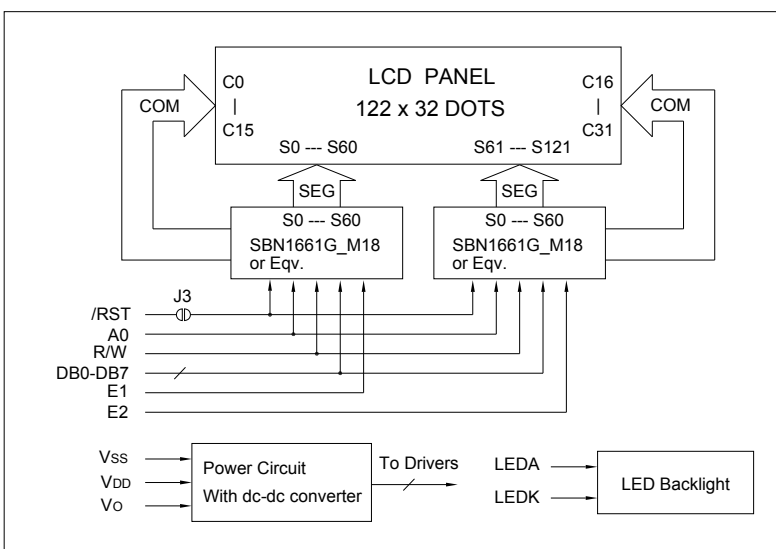 LCD PANEL
122 x 32 DOTS
C0
|
C15
C16
|
C31
COM
COM
S0 --- S60
S61 --- S121
SEG
SEG
S0 --- S60
SBN1661G_M18
or Eqv.
S0 --- S60
SBN1661G_M18
or Eqv.
J3
/RST
A0
R/W
DB0-DB7
E1
E2
VSS
VDD
VO
Power Circuit
With dc-dc converter
To Drivers
LEDA
LEDK
LED Backlight